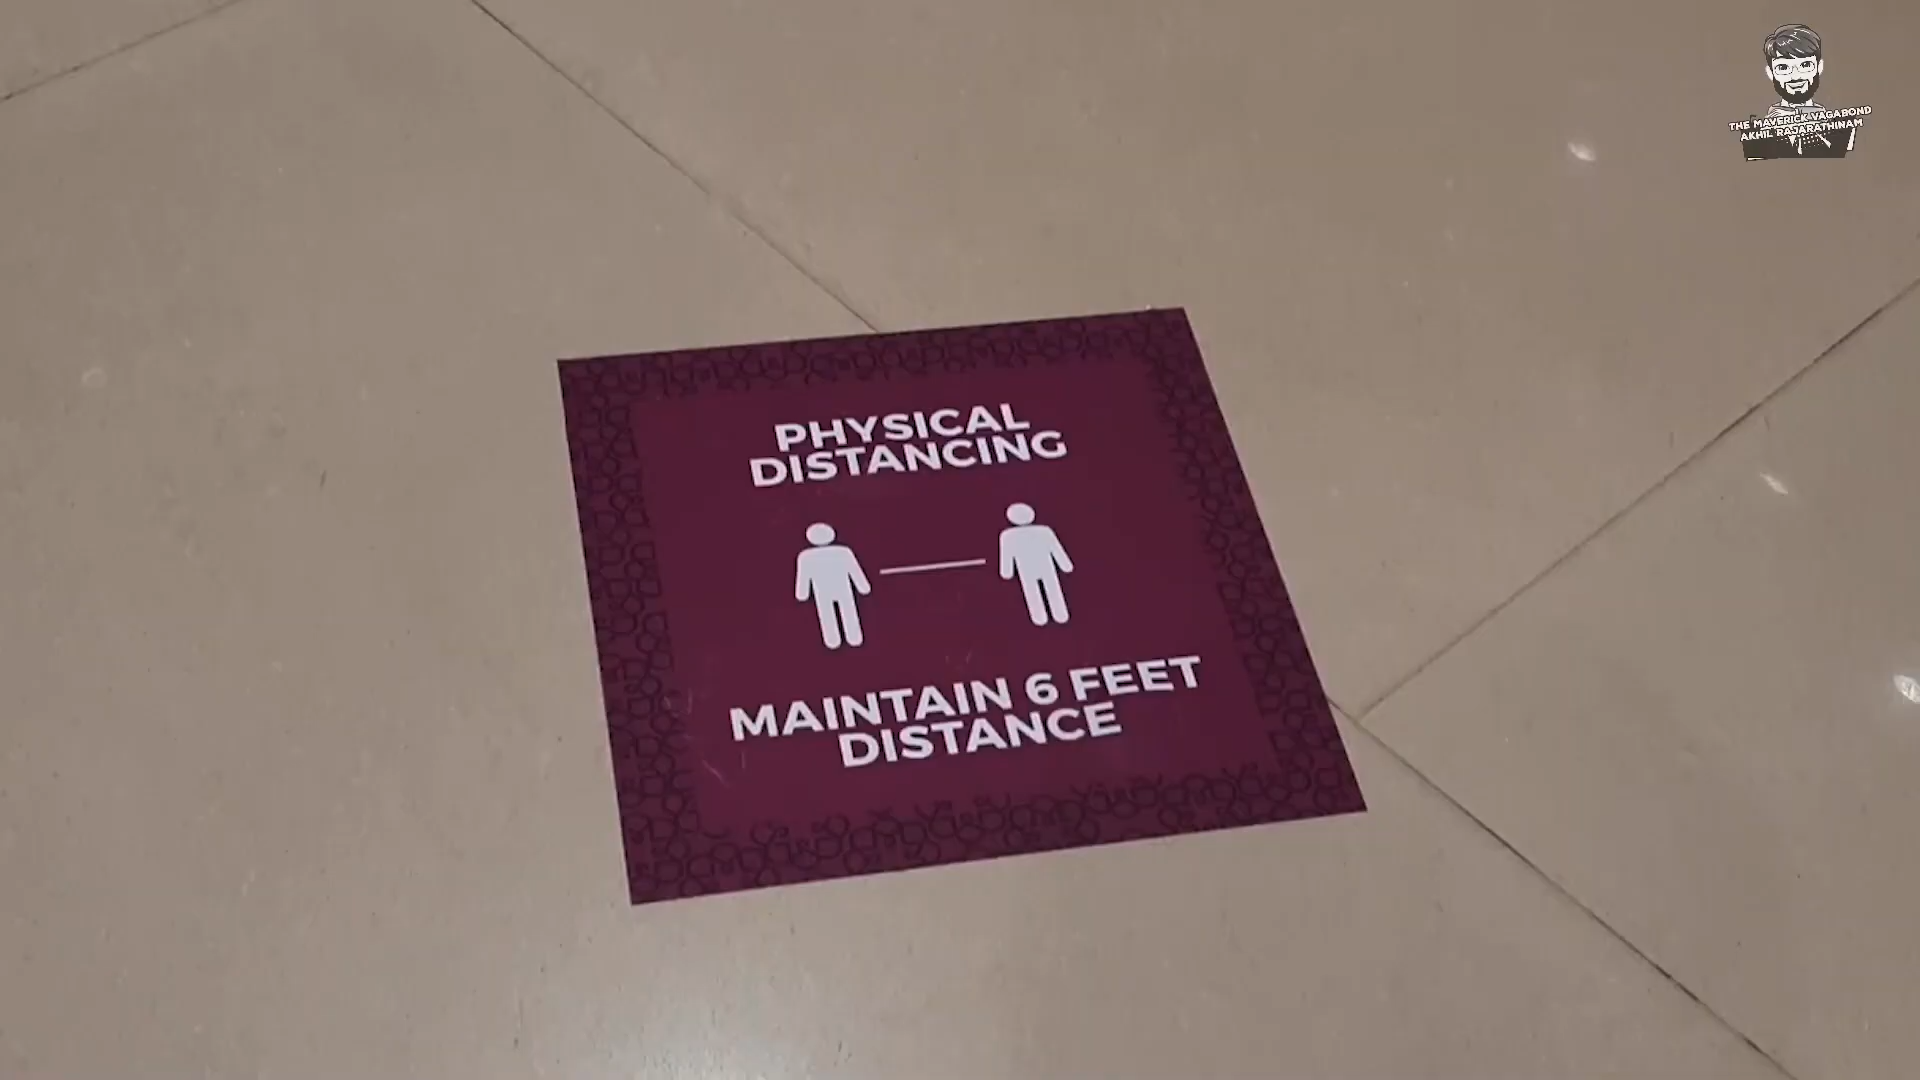 THE MAVERICK VAGABOND
AKHIL RAJARATHINAM
PHYSICAL
DISTANCING
MAINTAIN 6 FEET
DISTANCE